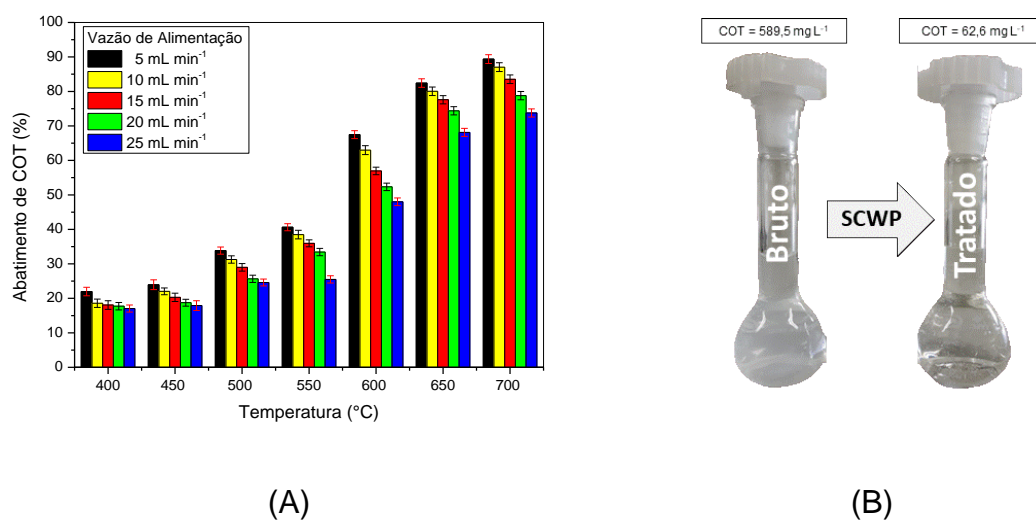 100
90
80
70
60
50
40
30
20
10
0
Abatimento de COT (%)
Vazão de Alimentação
5 mL min⁻¹
10 mL min⁻¹
15 mL min⁻¹
20 mL min⁻¹
25 mL min⁻¹
400 450 500 550 600 650 700
Temperatura (°C)
(A)
COT = 589,5 mg L⁻¹
COT = 62,6 mg L⁻¹
Bruto
SCWP
Tratado
(B)